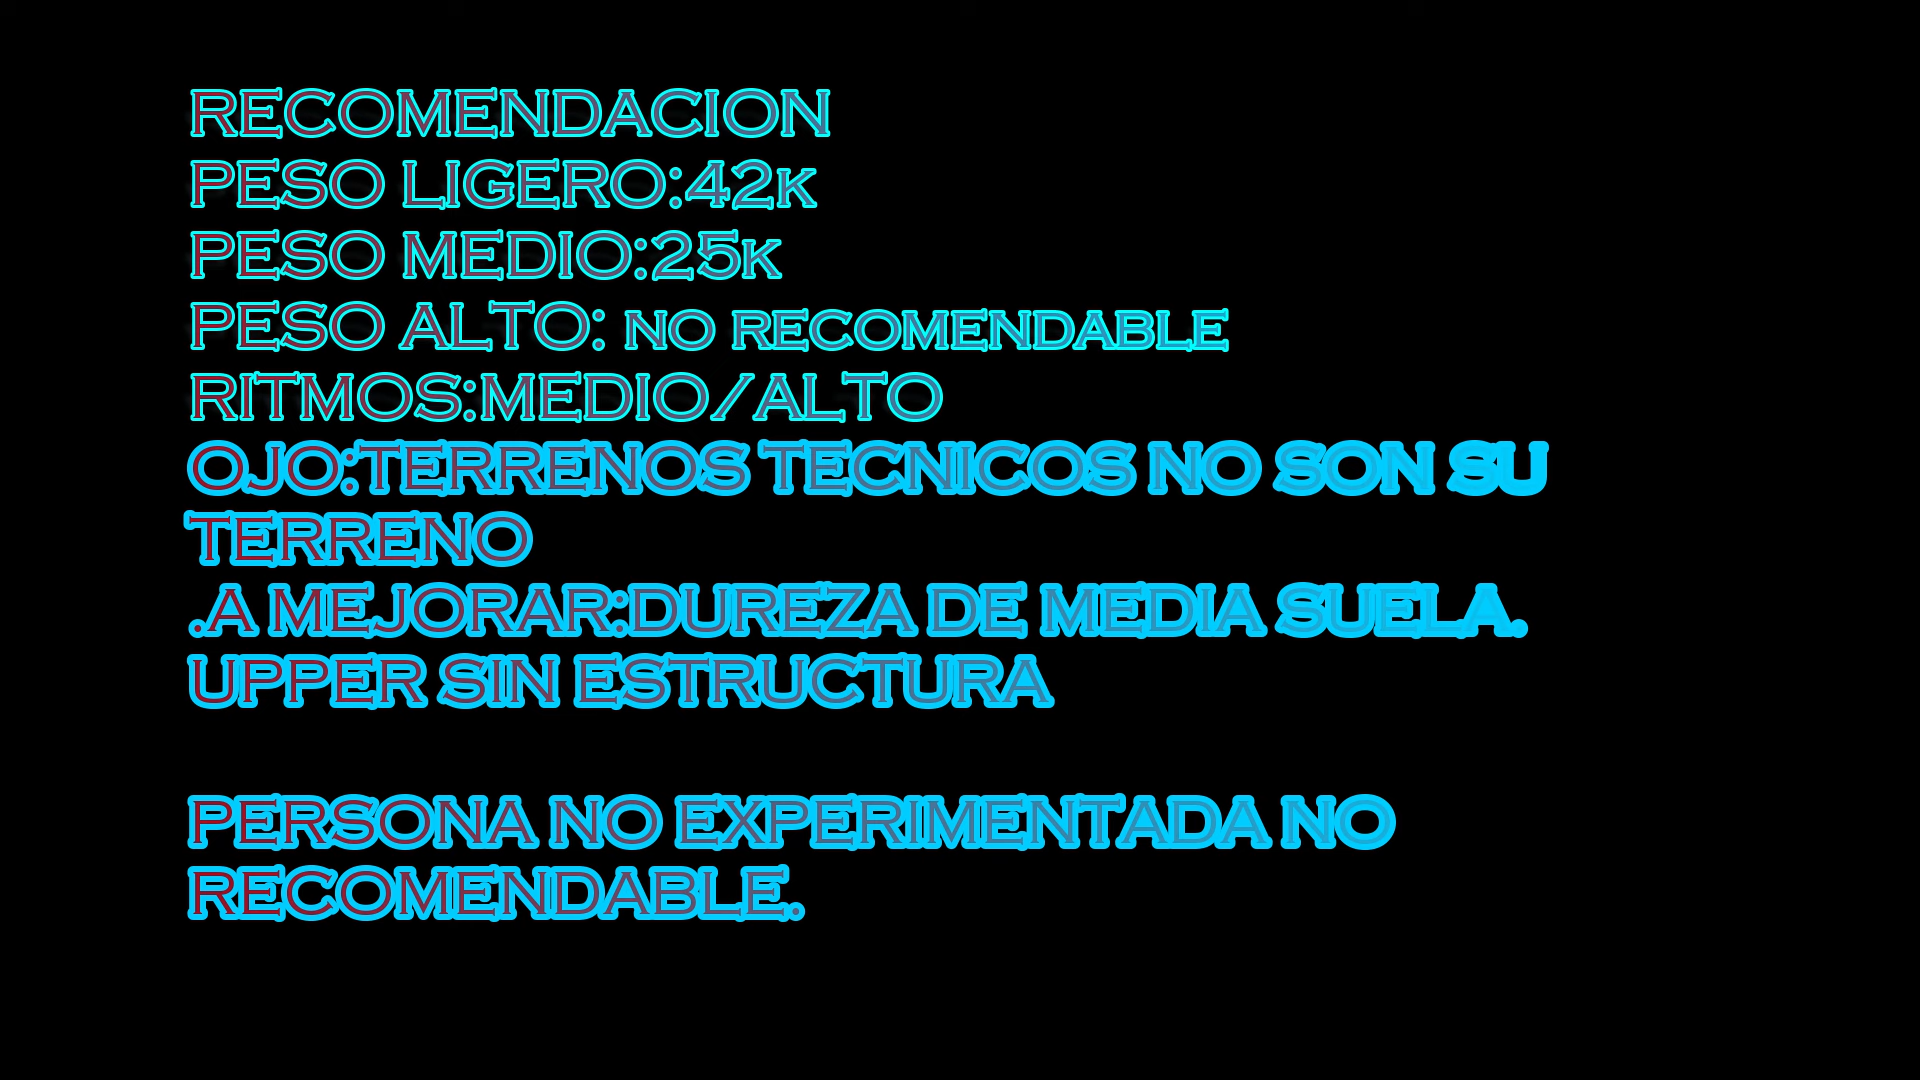 RECOMENDACION
PESO LIGERO:42K
PESO MEDIO:25K
PESO ALTO: NO RECOMENDABLE
RITMOS:MEDIO/ALTO
OJO:TERRENOS TECNICOS NO SON SU
TERRENO
.A MEJORAR:DUREZA DE MEDIA SUELA.
UPPER SIN ESTRUCTURA
PERSONA NO EXPERIMENTADA NO
RECOMENDABLE.